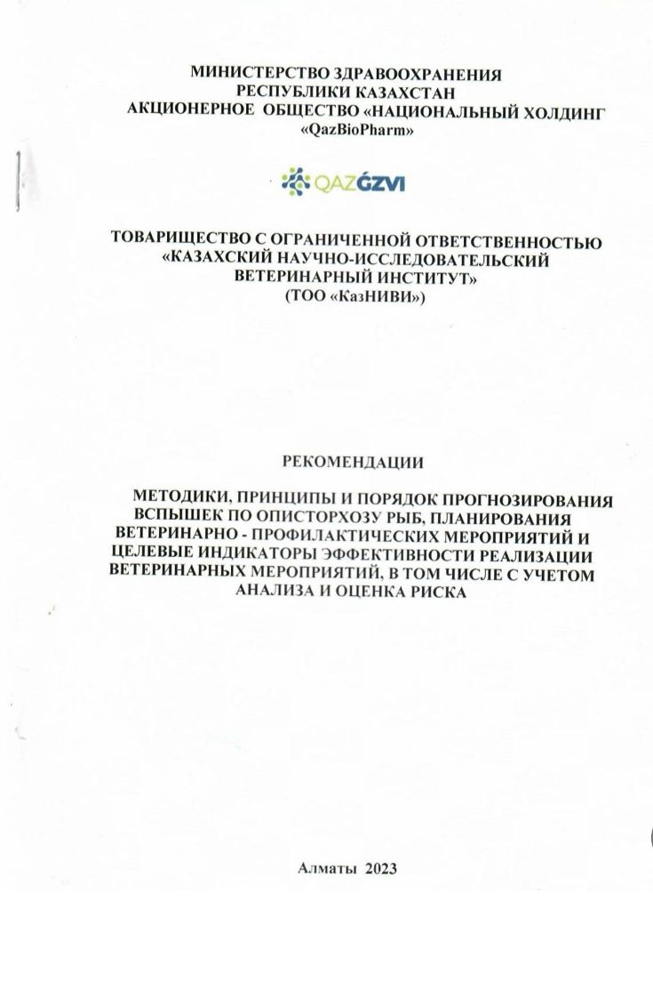 МИНИСТЕРСТВО ЗДРАВООХРАНЕНИЯ
РЕСПУБЛИКИ КАЗАХСТАН
АКЦИОНЕРНОЕ ОБЩЕСТВО «НАЦИОНАЛЬНЫЙ ХОЛДИНГ
«QazBioPharm»
QAZǴZVI
ТОВАРИЩЕСТВО С ОГРАНИЧЕННОЙ ОТВЕТСТВЕННОСТЬЮ
«КАЗАХСКИЙ НАУЧНО-ИССЛЕДОВАТЕЛЬСКИЙ
ВЕТЕРИНАРНЫЙ ИНСТИТУТ»
(ТОО «КазНИВИ»)
РЕКОМЕНДАЦИИ
МЕТОДИКИ, ПРИНЦИПЫ И ПОРЯДОК ПРОГНОЗИРОВАНИЯ
ВСПЫШЕК ПО ОПИСТОРХОЗУ РЫБ, ПЛАНИРОВАНИЯ
ВЕТЕРИНАРНО - ПРОФИЛАКТИЧЕСКИХ МЕРОПРИЯТИЙ И
ЦЕЛЕВЫЕ ИНДИКАТОРЫ ЭФФЕКТИВНОСТИ РЕАЛИЗАЦИИ
ВЕТЕРИНАРНЫХ МЕРОПРИЯТИЙ, В ТОМ ЧИСЛЕ С УЧЕТОМ
АНАЛИЗА И ОЦЕНКА РИСКА
Алматы 2023